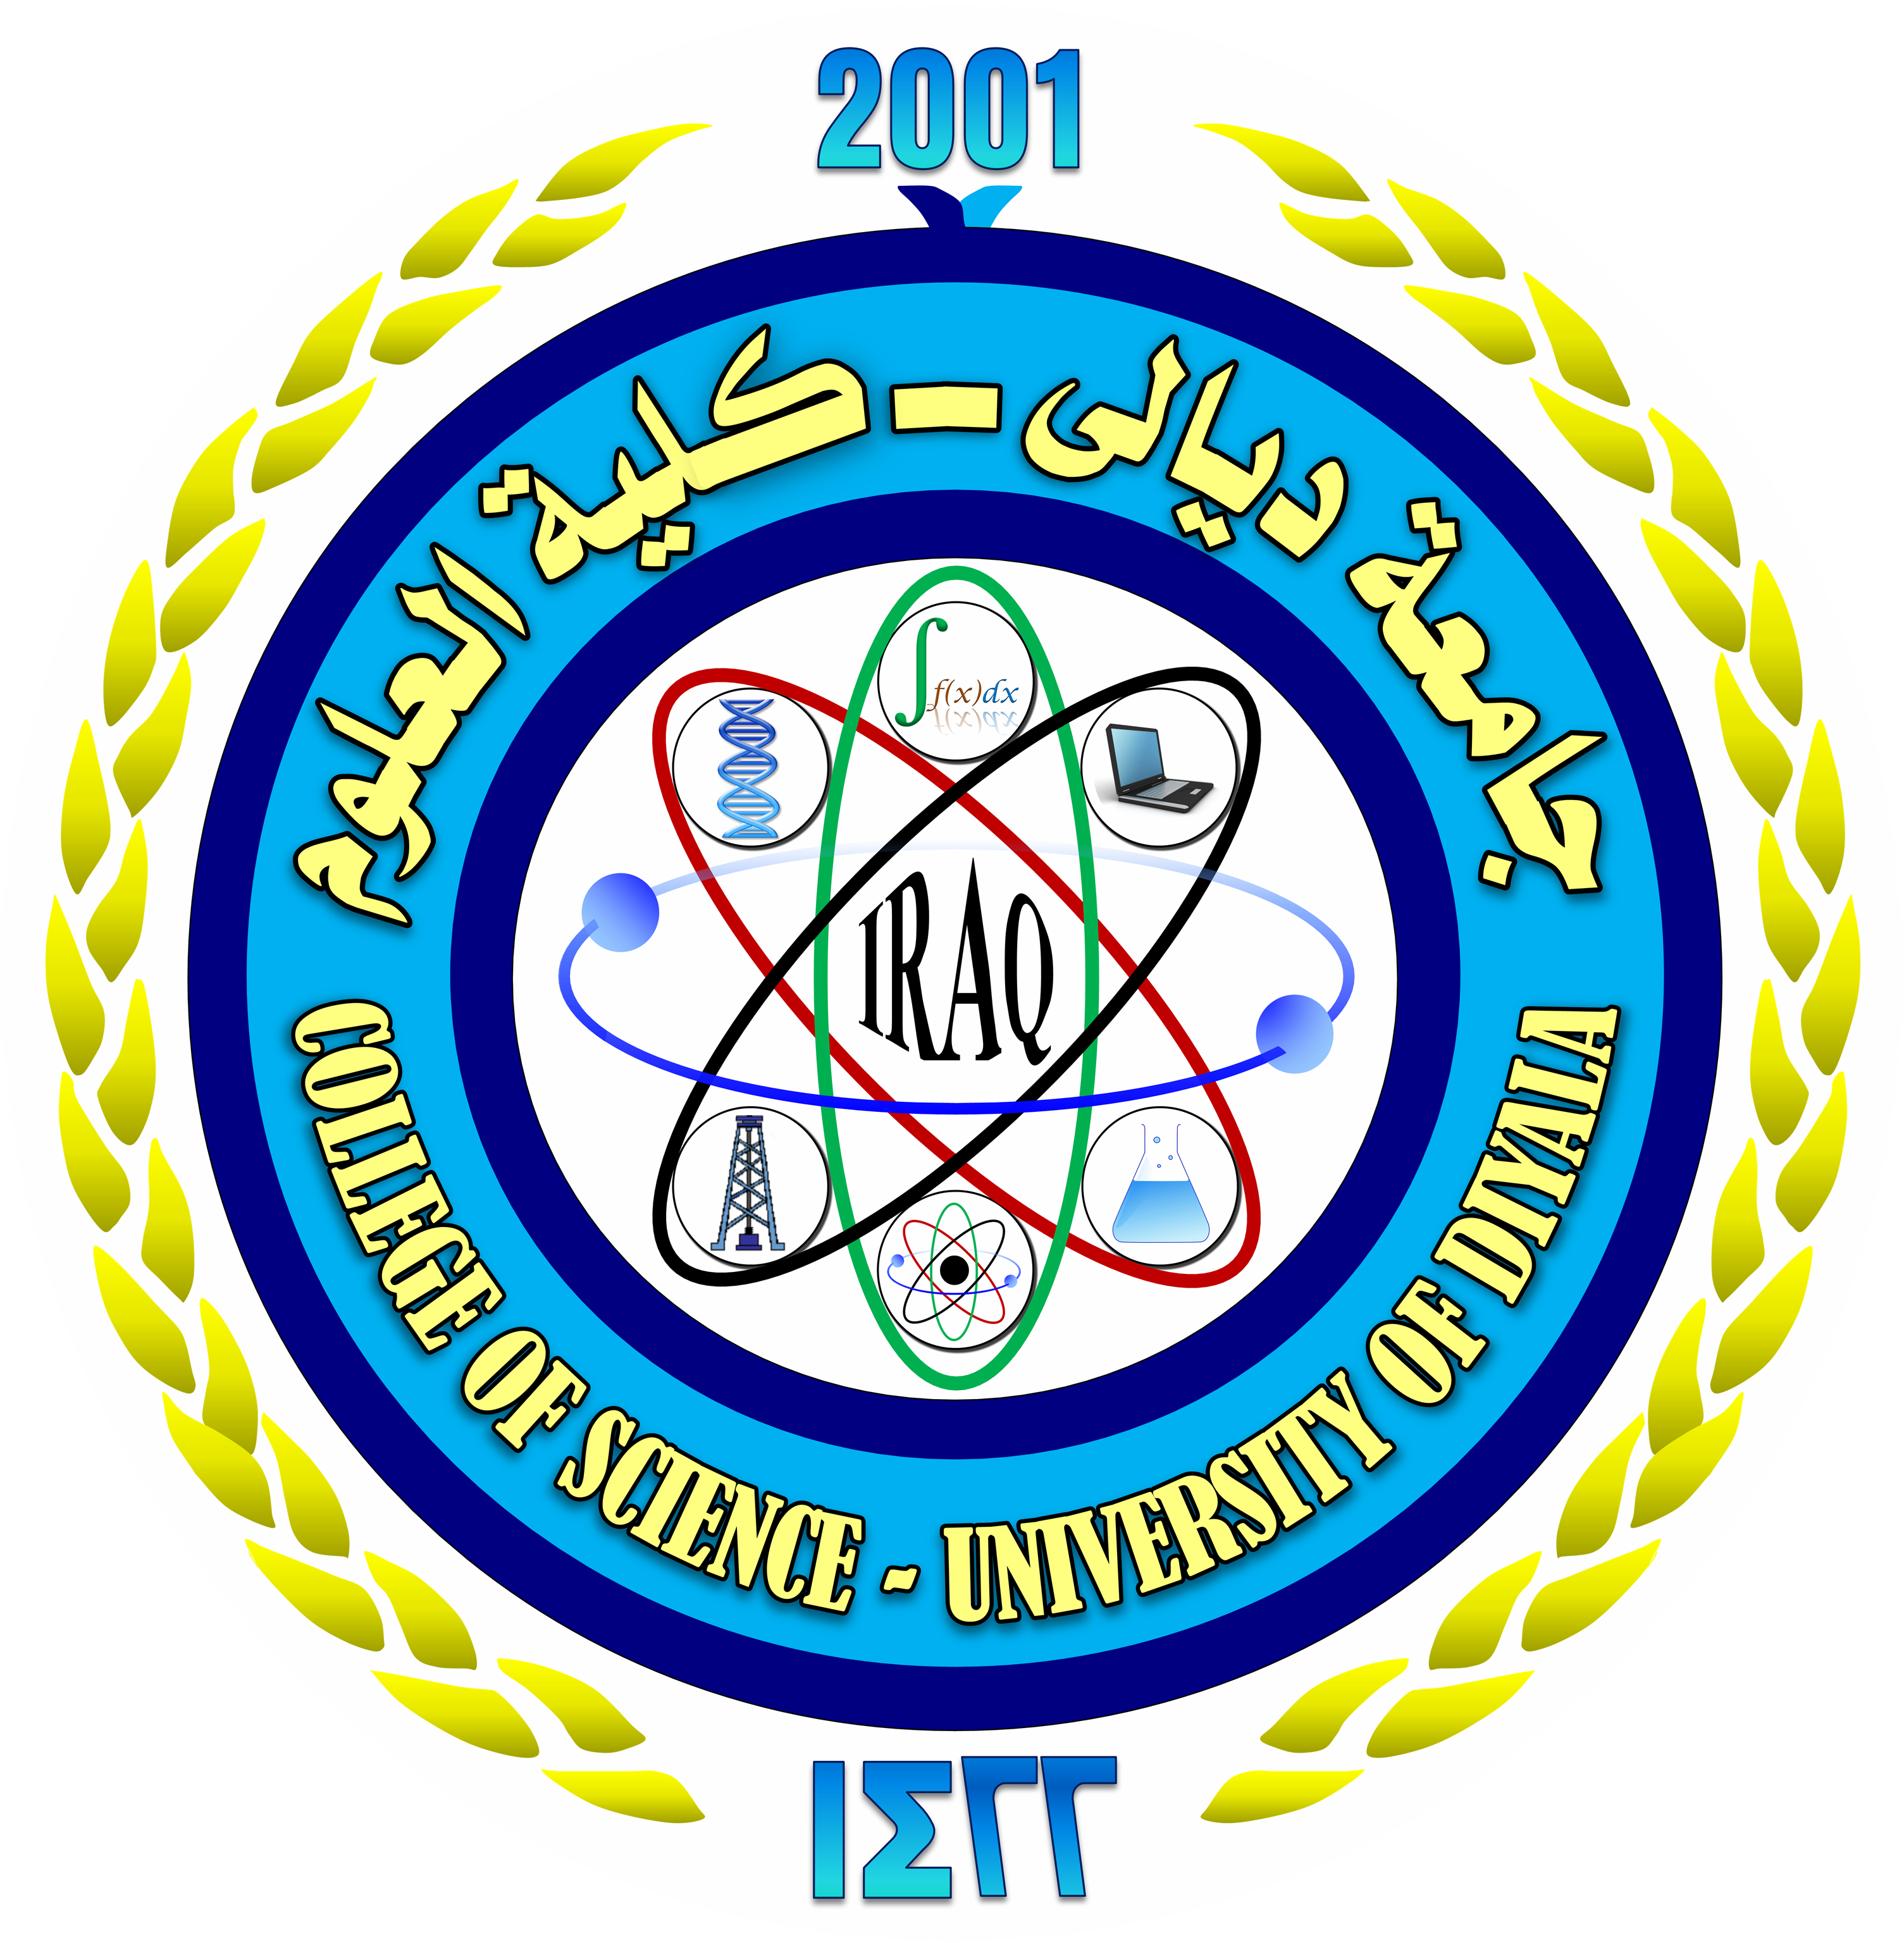 2001
جامعة ديالى - كلية العلوم
∫f(x)dx
IRAQ
COLLEGE OF SCIENCE - UNIVERSITY OF DIYALA
١٤٢٢